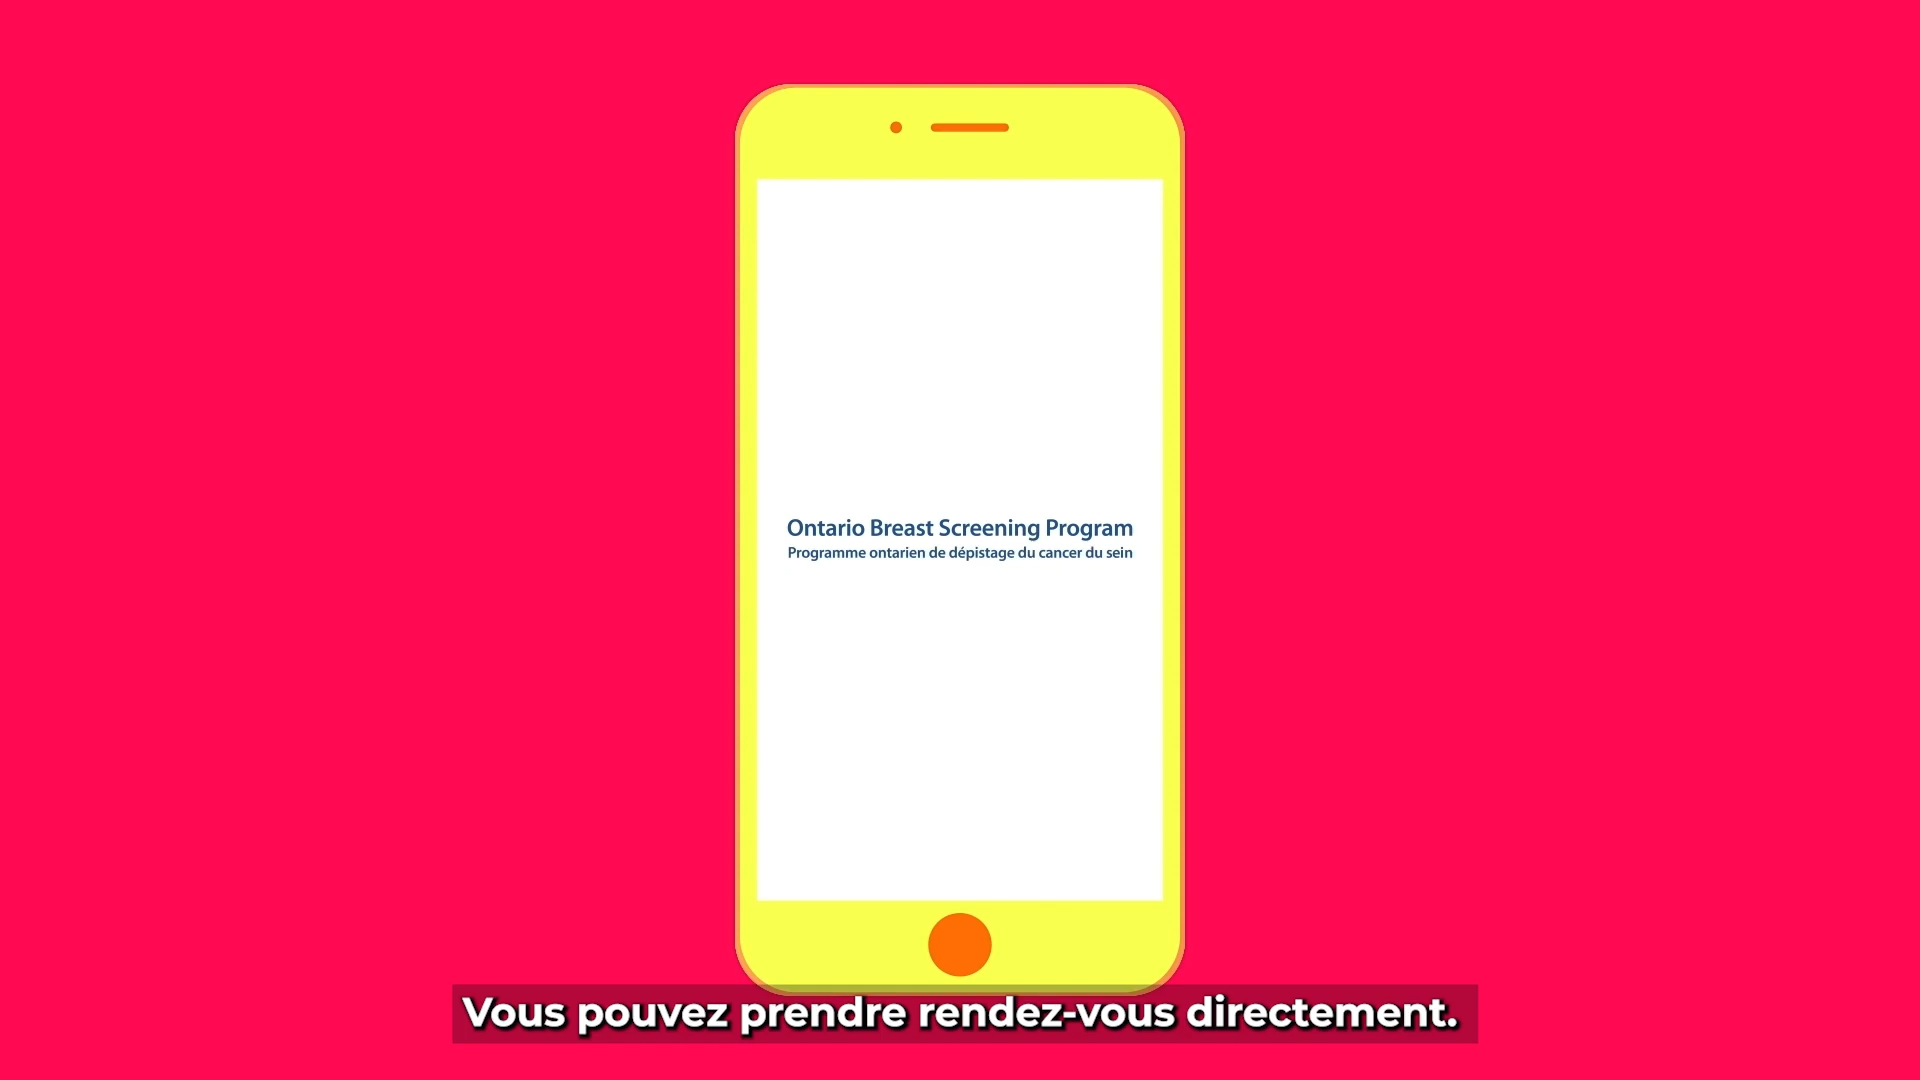 Ontario Breast Screening Program
Programme ontarien de dépistage du cancer du sein
Vous pouvez prendre rendez-vous directement.